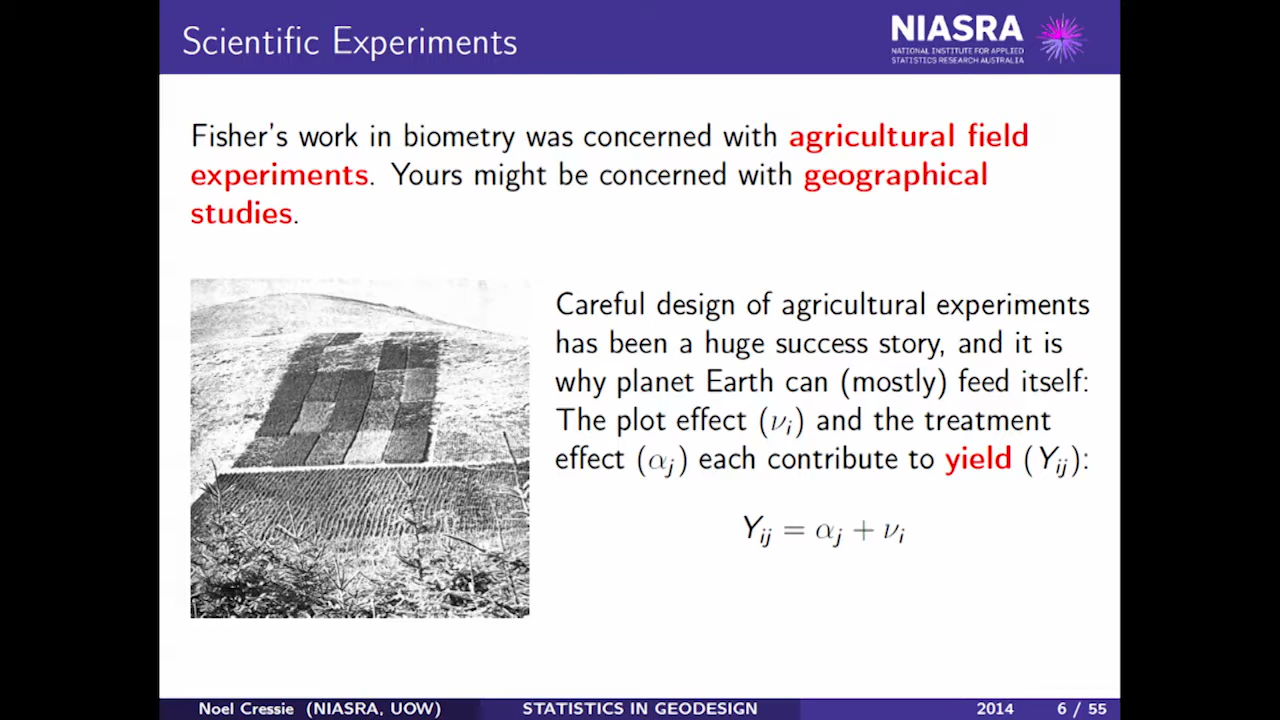 Scientific Experiments
NIASRA
NATIONAL INSTITUTE FOR APPLIED
STATISTICS RESEARCH AUSTRALIA
Fisher's work in biometry was concerned with agricultural field
experiments. Yours might be concerned with geographical
studies.
Careful design of agricultural experiments
has been a huge success story, and it is
why planet Earth can (mostly) feed itself:
The plot effect (νᵢ) and the treatment
effect (αⱼ) each contribute to yield (Yᵢⱼ):
Yᵢⱼ = αⱼ + νᵢ
Noel Cressie (NIASRA, UOW) STATISTICS IN GEODESIGN 2014 6 / 55